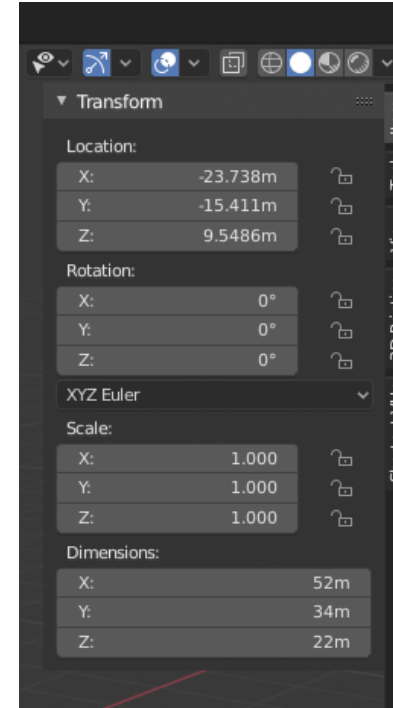 Transform
Location:
X: -23.738m
Y: -15.411m
Z: 9.5486m
Rotation:
X: 0°
Y: 0°
Z: 0°
XYZ Euler
Scale:
X: 1.000
Y: 1.000
Z: 1.000
Dimensions:
X: 52m
Y: 34m
Z: 22m